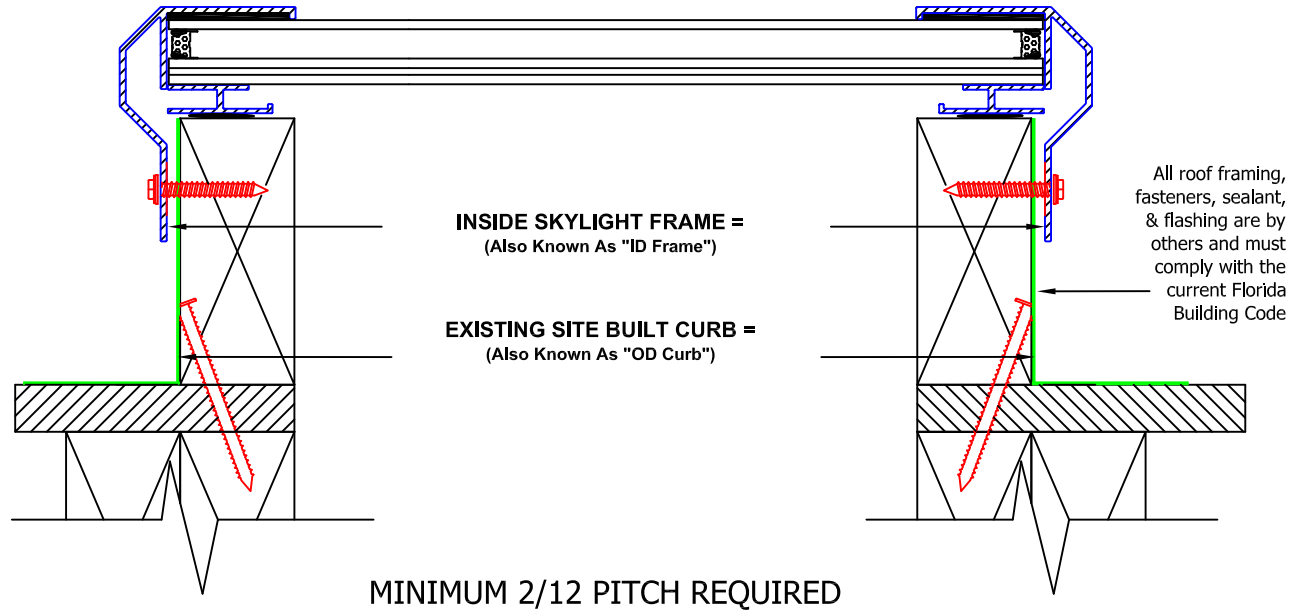 INSIDE SKYLIGHT FRAME =
(Also Known As "ID Frame")
All roof framing,
fasteners, sealant,
& flashing are by
others and must
comply with the
current Florida
Building Code
EXISTING SITE BUILT CURB =
(Also Known As "OD Curb")
MINIMUM 2/12 PITCH REQUIRED